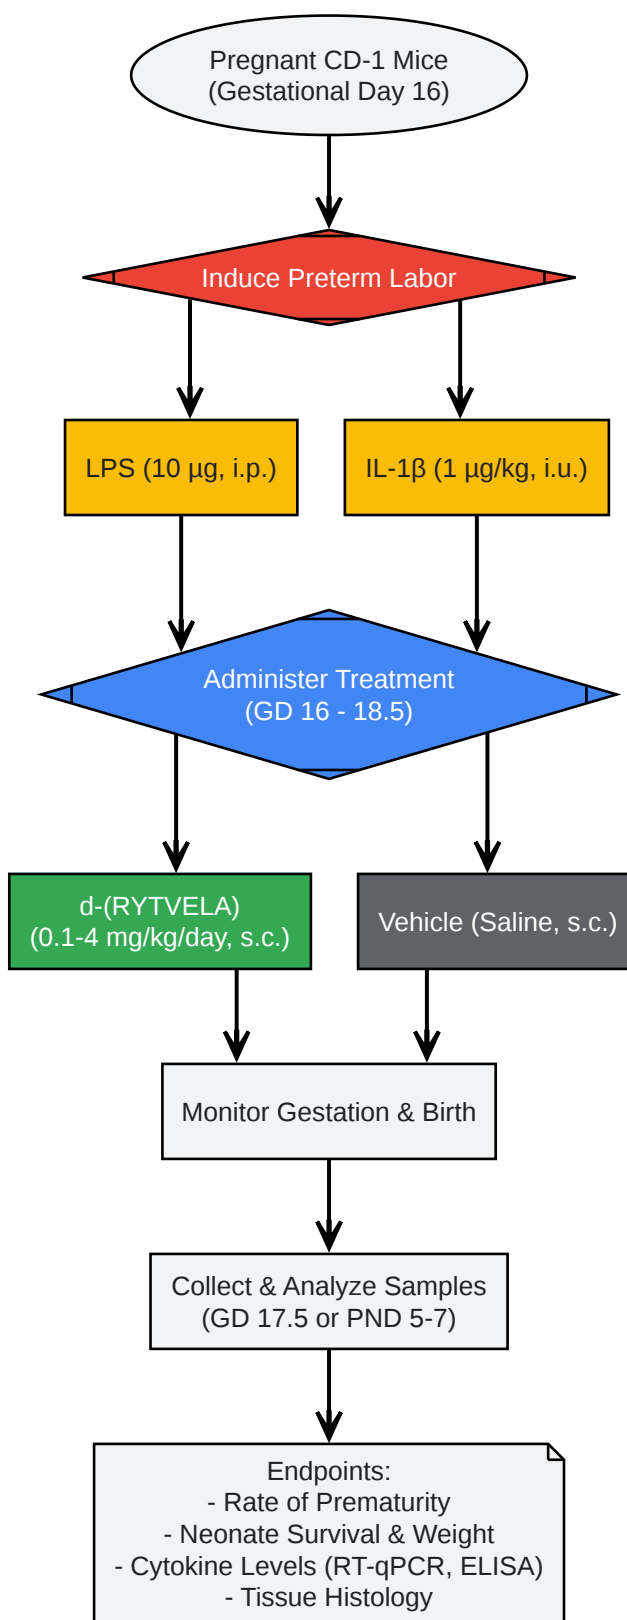 Pregnant CD-1 Mice
(Gestational Day 16)
Induce Preterm Labor
LPS (10 µg, i.p.)
IL-1β (1 µg/kg, i.u.)
Administer Treatment
(GD 16 - 18.5)
d-(RYTVELA)
(0.1-4 mg/kg/day, s.c.)
Vehicle (Saline, s.c.)
Monitor Gestation & Birth
Collect & Analyze Samples
(GD 17.5 or PND 5-7)
Endpoints:
- Rate of Prematurity
- Neonate Survival & Weight
- Cytokine Levels (RT-qPCR, ELISA)
- Tissue Histology